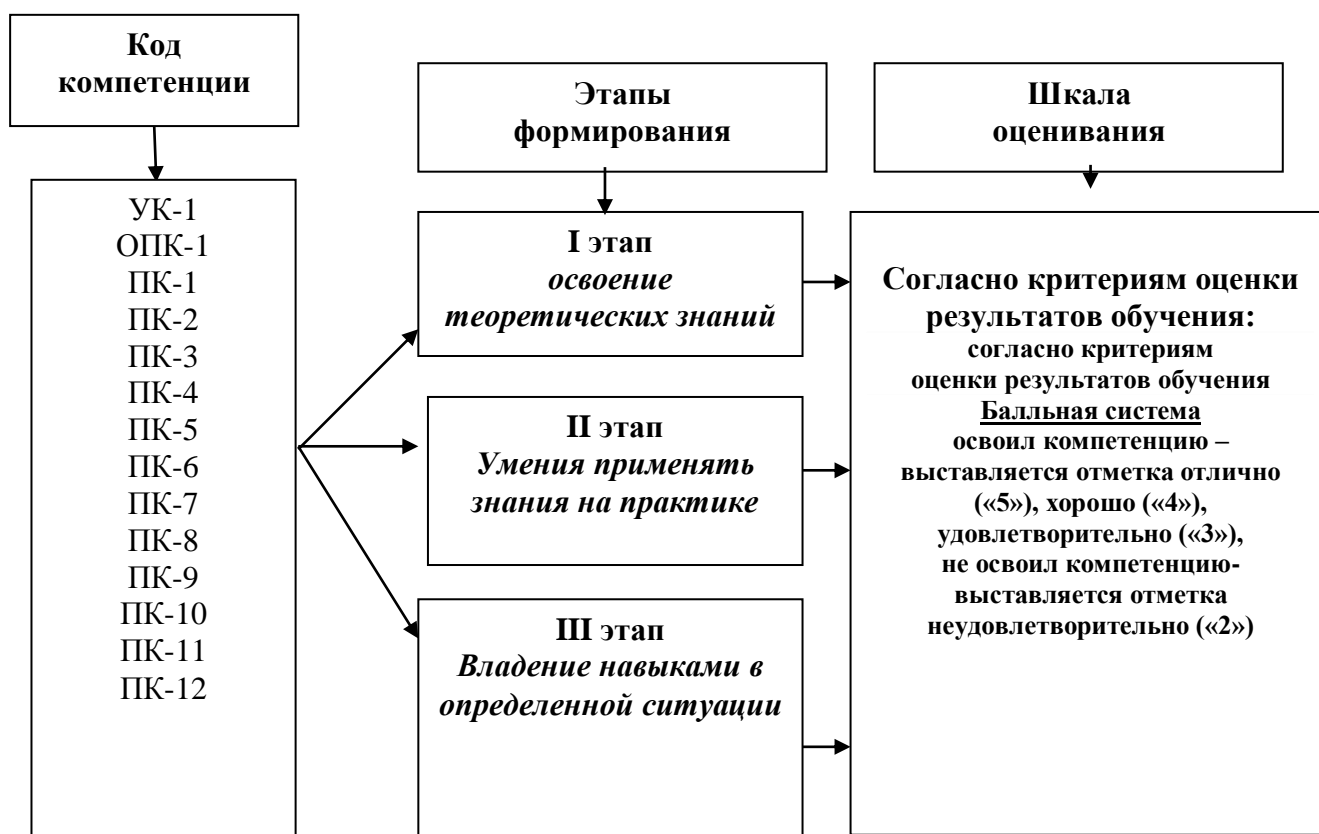 Код
компетенции
Этапы
формирования
Шкала
оценивания
УК-1
ОПК-1
ПК-1
ПК-2
ПК-3
ПК-4
ПК-5
ПК-6
ПК-7
ПК-8
ПК-9
ПК-10
ПК-11
ПК-12
I этап
освоение
теоретических знаний
II этап
Умения применять
знания на практике
III этап
Владение навыками в
определенной ситуации
Согласно критериям оценки
результатов обучения:
согласно критериям
оценки результатов обучения
Балльная система
освоил компетенцию –
выставляется отметка отлично
(«5»), хорошо («4»),
удовлетворительно («3»),
не освоил компетенцию-
выставляется отметка
неудовлетворительно («2»)